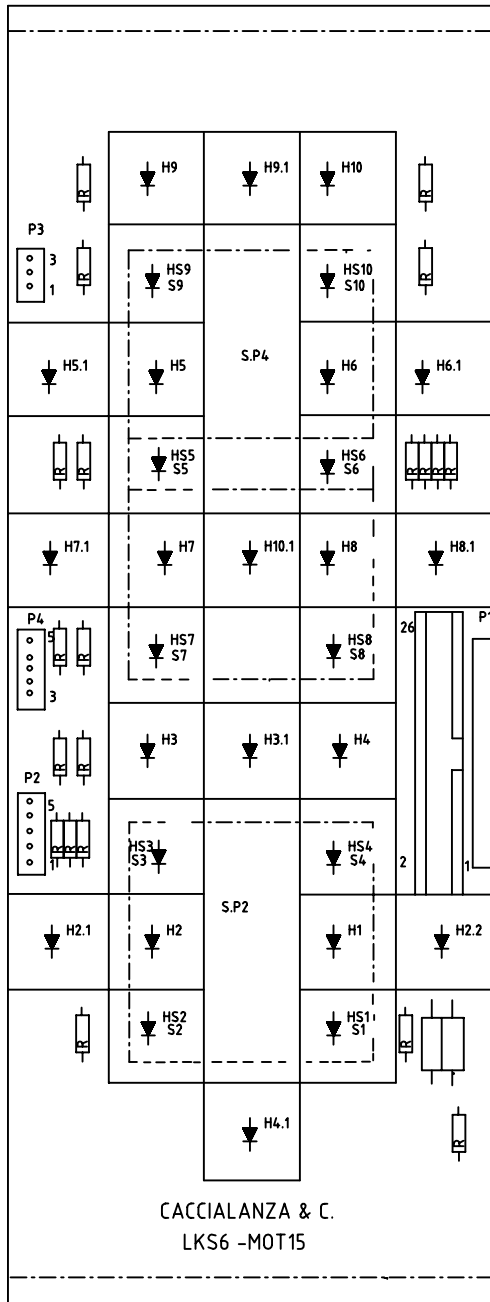 H9 H9.1 H10
R R
P3
3
1
R R
HS9 HS10
S9 S10
S.P4
H5.1 H5 H6 H6.1
HS5 HS6
S5 S6
R R R R R R
H7.1 H7 H10.1 H8 H8.1
P4 26 P1
5
HS7 HS8
S7 S8
R R
3
H3 H3.1 H4
R R
P2
5
HS3 HS4
S3 S4
1 R R R 2 1
S.P2
H2.1 H2 H1 H2.2
HS2 HS1
S2 S1
R R
H4.1
R
CACCIALANZA & C.
LKS6 -MOT15